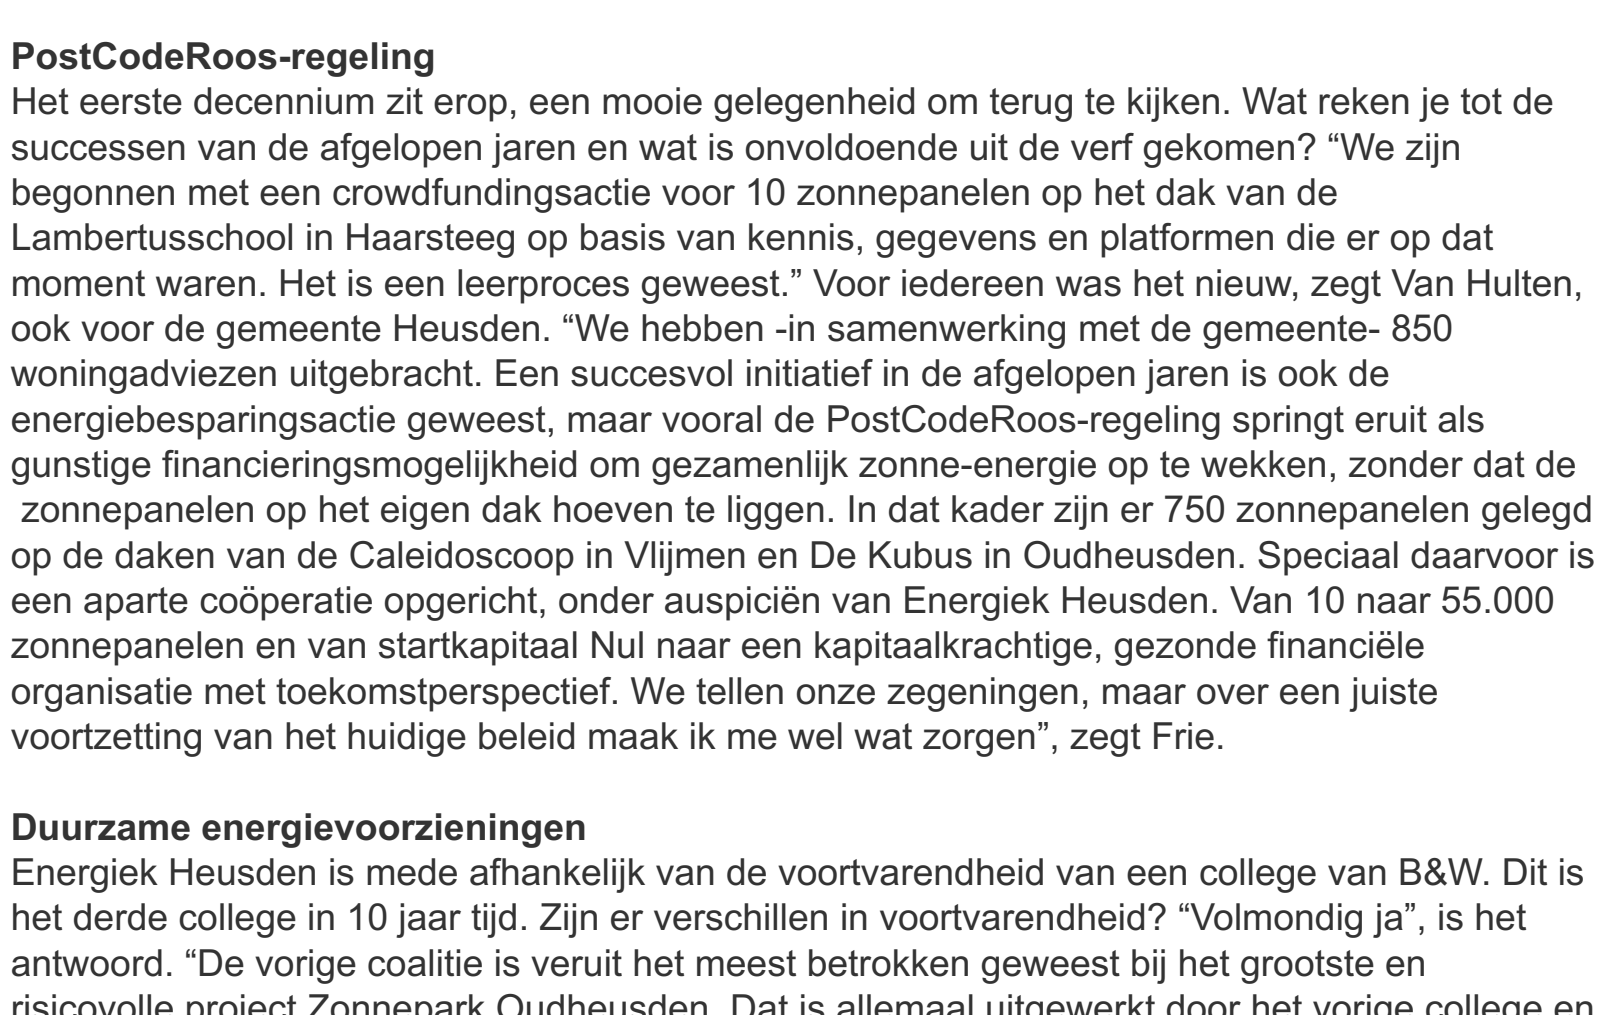 PostCodeRoos-regeling
Het eerste decennium zit erop, een mooie gelegenheid om terug te kijken. Wat reken je tot de
successen van de afgelopen jaren en wat is onvoldoende uit de verf gekomen? “We zijn
begonnen met een crowdfundingsactie voor 10 zonnepanelen op het dak van de
Lambertusschool in Haarsteeg op basis van kennis, gegevens en platformen die er op dat
moment waren. Het is een leerproces geweest.” Voor iedereen was het nieuw, zegt Van Hulten,
ook voor de gemeente Heusden. “We hebben -in samenwerking met de gemeente- 850
woningadviezen uitgebracht. Een succesvol initiatief in de afgelopen jaren is ook de
energiebesparingsactie geweest, maar vooral de PostCodeRoos-regeling springt eruit als
gunstige financieringsmogelijkheid om gezamenlijk zonne-energie op te wekken, zonder dat de
zonnepanelen op het eigen dak hoeven te liggen. In dat kader zijn er 750 zonnepanelen gelegd
op de daken van de Caleidoscoop in Vlijmen en De Kubus in Oudheusden. Speciaal daarvoor is
een aparte coöperatie opgericht, onder auspiciën van Energiek Heusden. Van 10 naar 55.000
zonnepanelen en van startkapitaal Nul naar een kapitaalkrachtige, gezonde financiële
organisatie met toekomstperspectief. We tellen onze zegeningen, maar over een juiste
voortzetting van het huidige beleid maak ik me wel wat zorgen”, zegt Frie.
Duurzame energievoorzieningen
Energiek Heusden is mede afhankelijk van de voortvarendheid van een college van B&W. Dit is
het derde college in 10 jaar tijd. Zijn er verschillen in voortvarendheid? “Volmondig ja”, is het
antwoord. “De vorige coalitie is veruit het meest betrokken geweest bij het grootste en
risicovolle project Zonnepark Oudheusden. Dat is allemaal uitgewerkt door het vorige college en